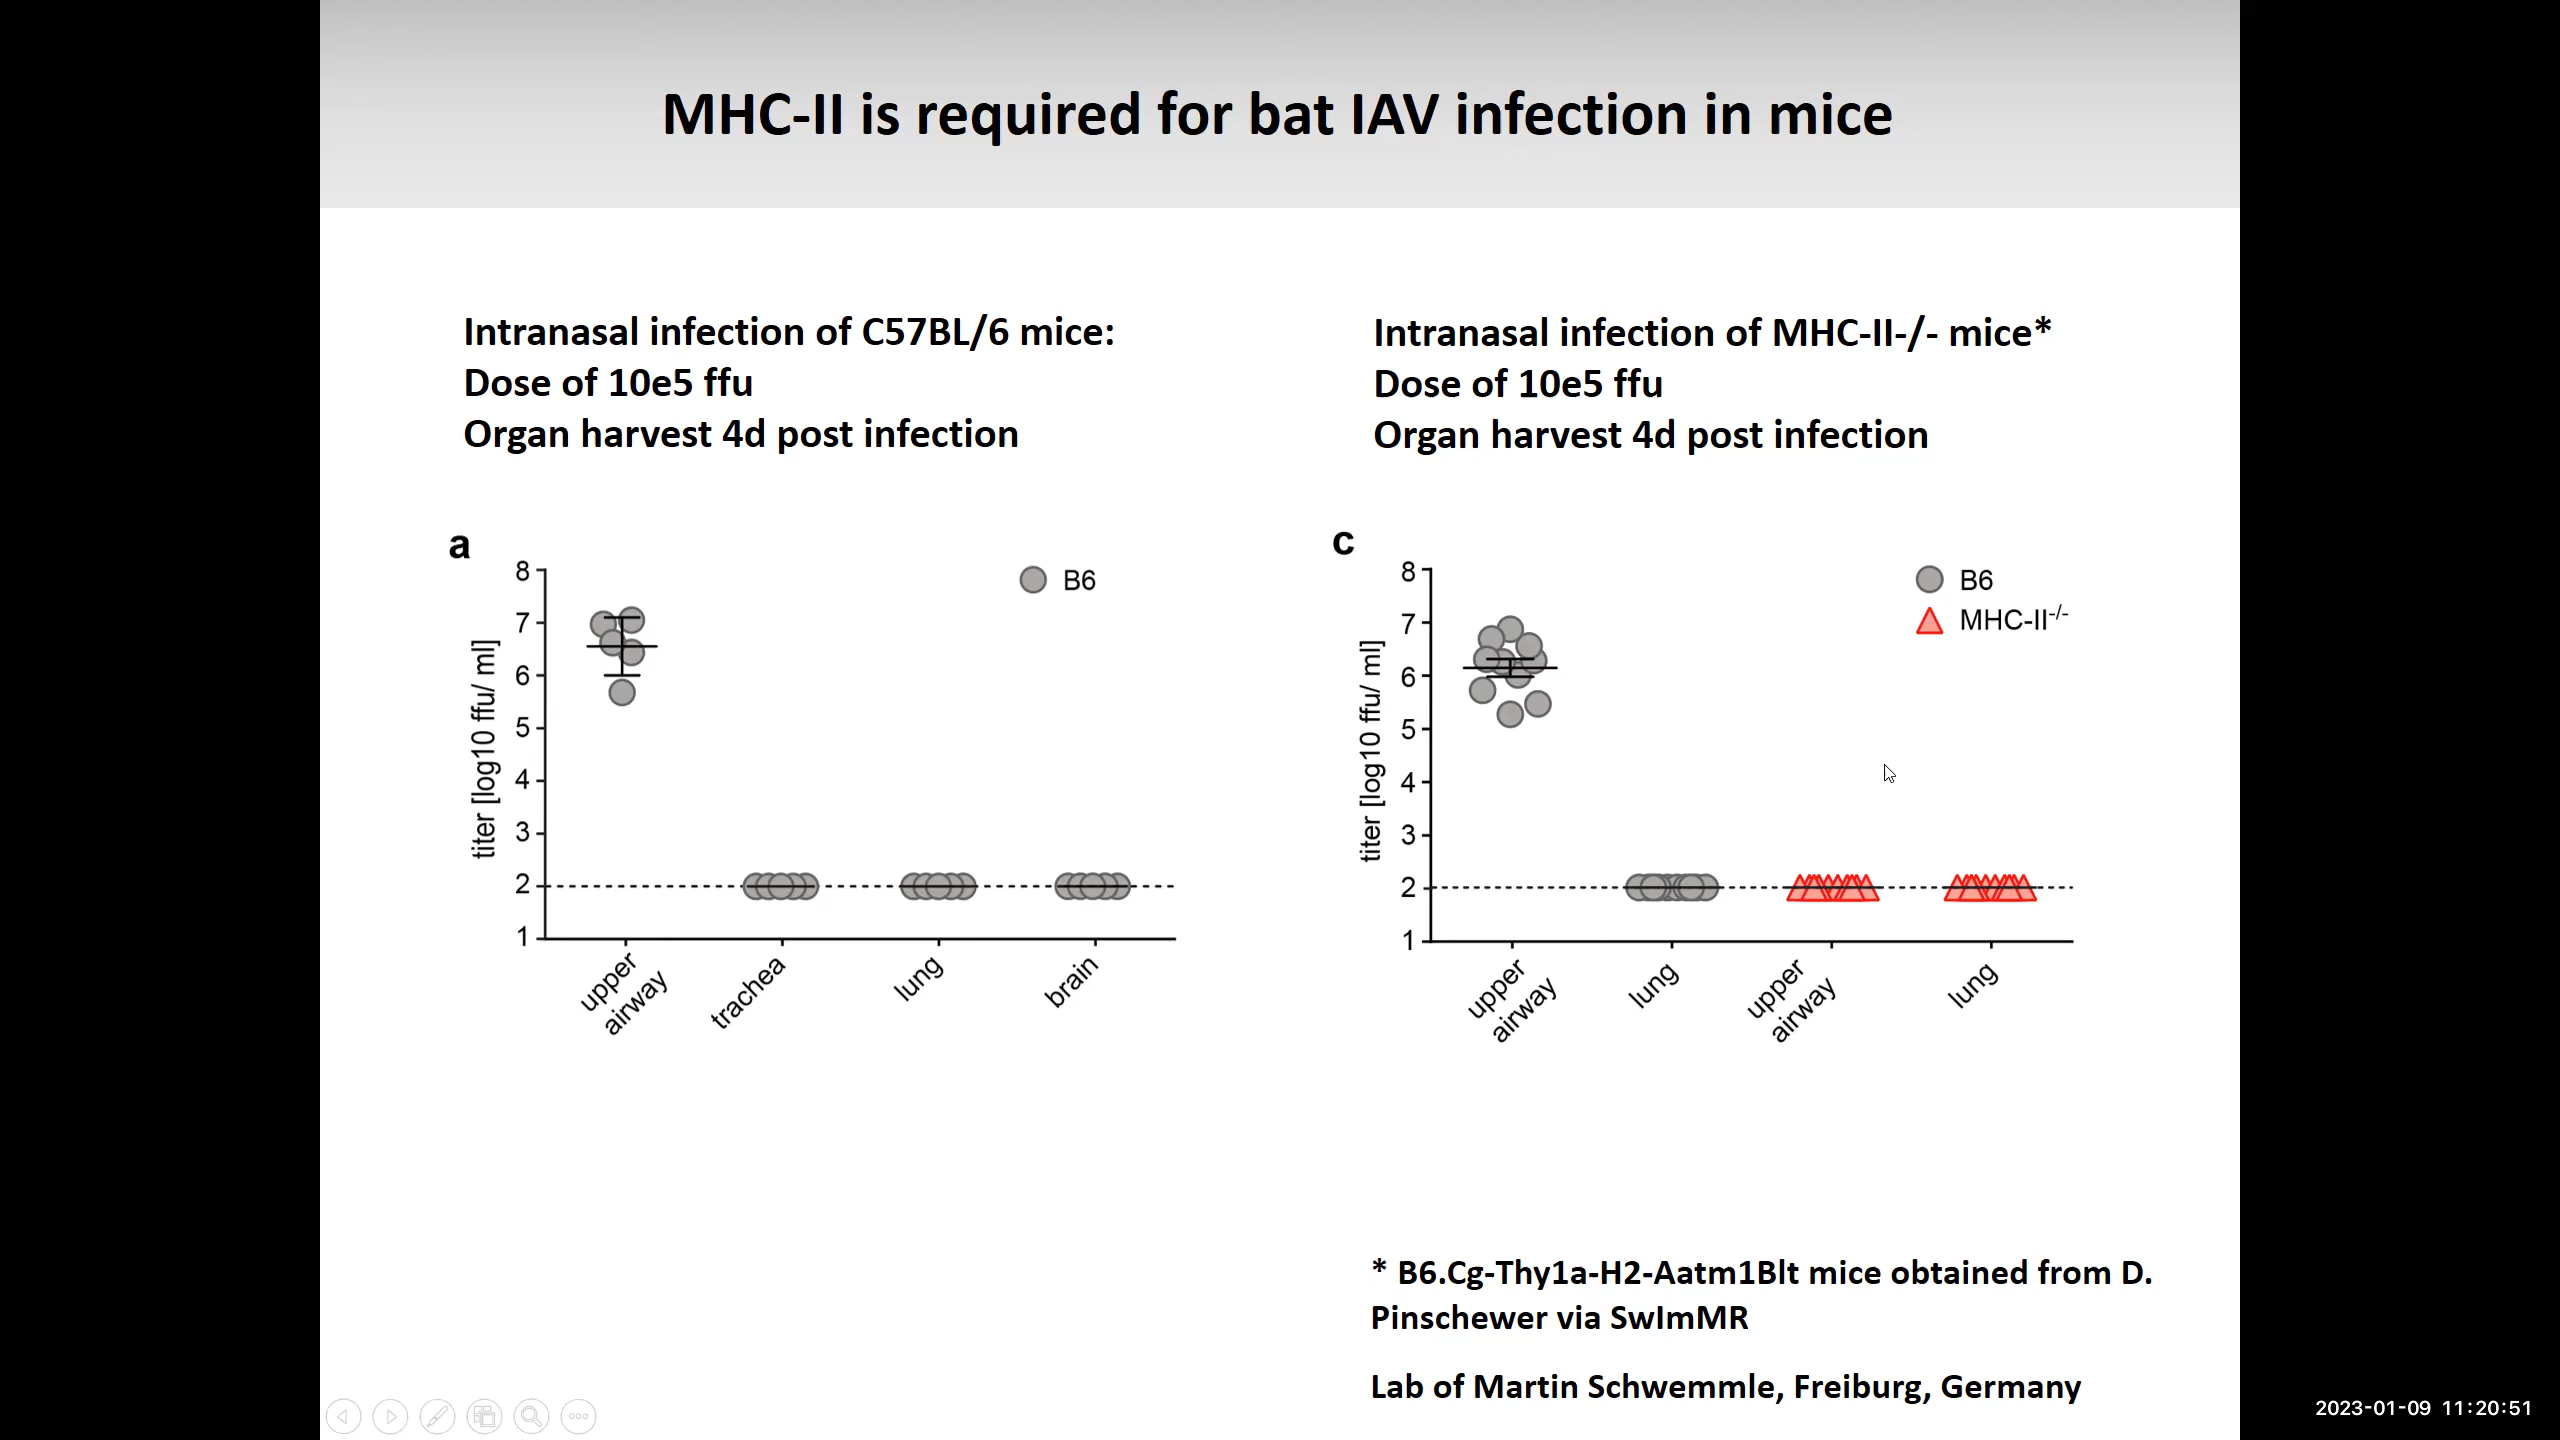 MHC-II is required for bat IAV infection in mice
Intranasal infection of C57BL/6 mice:
Dose of 10e5 ffu
Organ harvest 4d post infection
Intranasal infection of MHC-II-/- mice*
Dose of 10e5 ffu
Organ harvest 4d post infection
a
B6
titer [log10 ffu/ ml]
8
7
6
5
4
3
2
1
upper
airway
trachea
lung
brain
c
B6
MHC-II-/-
titer [log10 ffu/ ml]
8
7
6
5
4
3
2
1
upper
airway
lung
upper
airway
lung
* B6.Cg-Thy1a-H2-Aatm1Blt mice obtained from D.
Pinschewer via SwImMR
Lab of Martin Schwemmle, Freiburg, Germany
2023-01-09 11:20:51